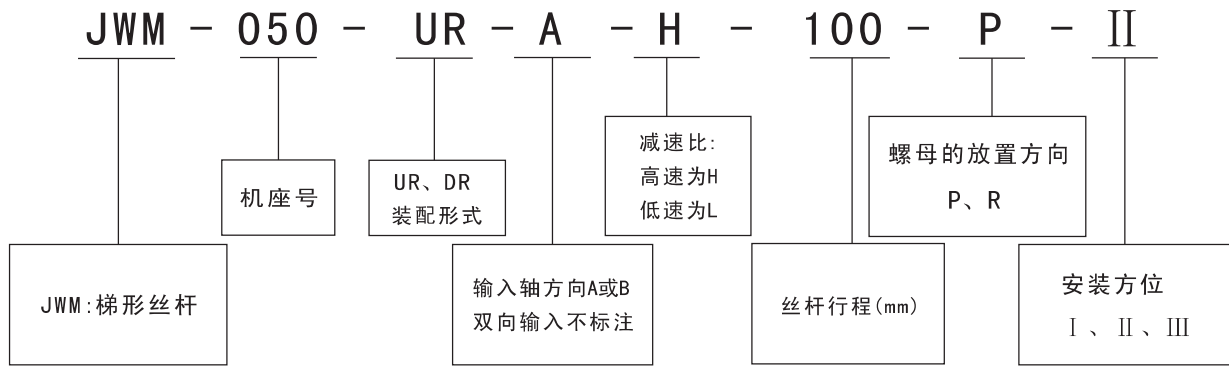 JWM - 050 - UR - A - H - 100 - P - Ⅱ
减速比:
高速为H
低速为L
螺母的放置方向
P、R
机座号
UR、DR
装配形式
JWM:梯形丝杆
输入轴方向A或B
双向输入不标注
丝杆行程(mm)
安装方位
Ⅰ、Ⅱ、Ⅲ